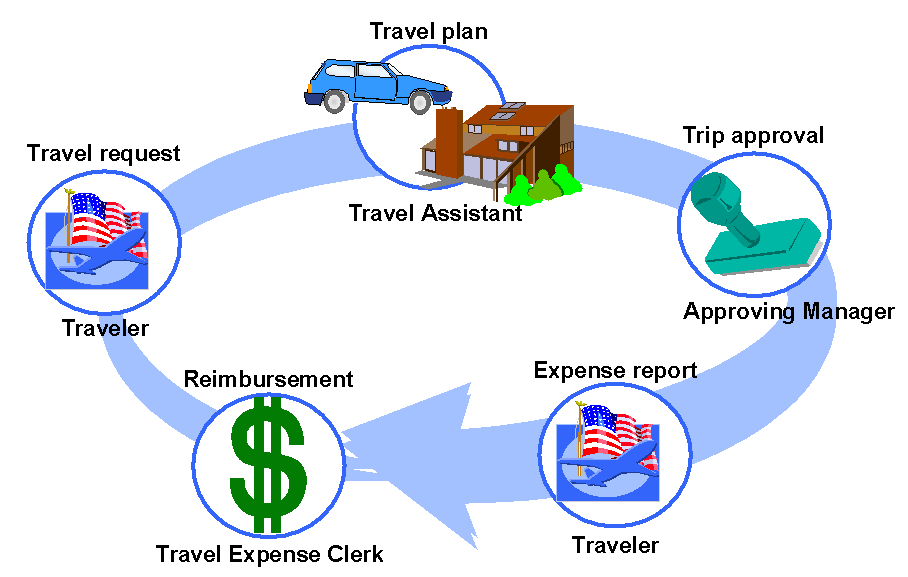 Travel plan
Travel Assistant
Trip approval
Approving Manager
Expense report
Traveler
Reimbursement
$
Travel Expense Clerk
Travel request
Traveler